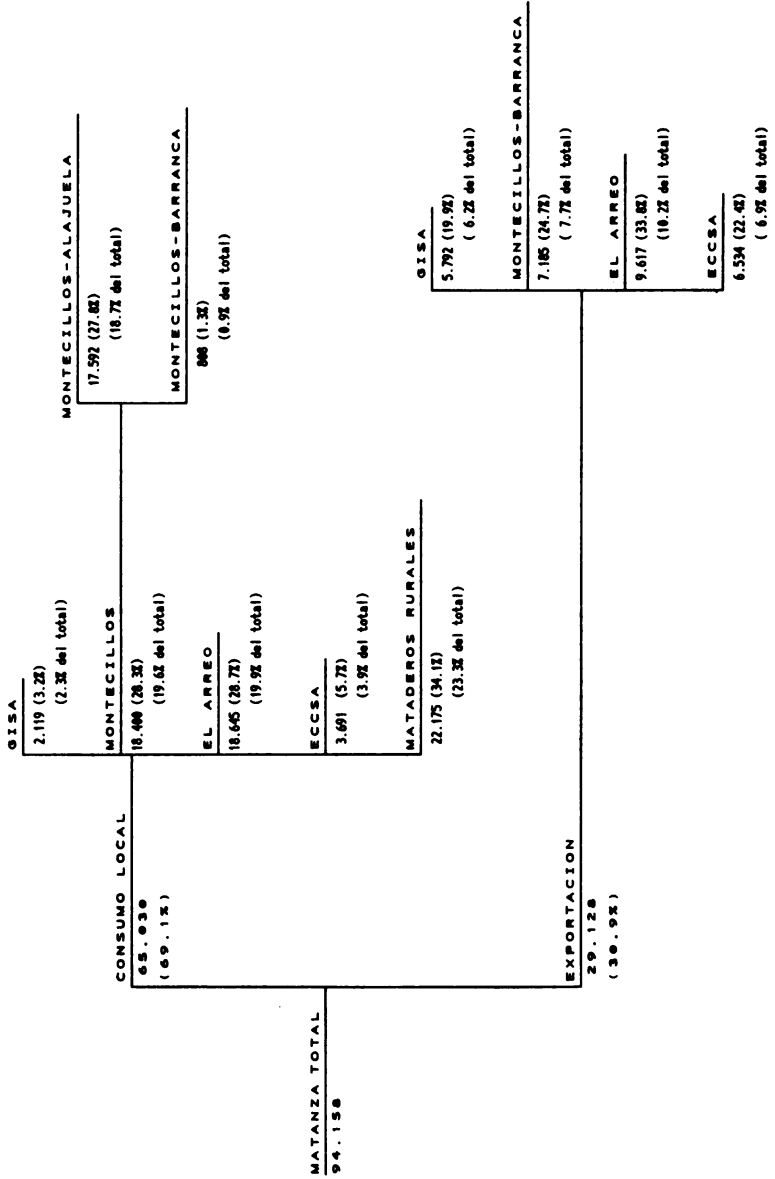 MATANZA TOTAL
94.158
CONSUMO LOCAL
65.030
(69.1%)
GISA
2.119 (3.2%)
(2.3% del total)
MONTECILLOS
18.400 (28.3%)
(19.6% del total)
EL ARREO
18.645 (28.7%)
(19.9% del total)
ECCSA
3.691 (5.7%)
(3.9% del total)
MATADEROS RURALES
22.175 (34.1%)
(23.3% del total)
MONTECILLOS-ALAJUELA
17.592 (27.0%)
(18.7% del total)
MONTECILLOS-BARRANCA
808 (1.3%)
(0.9% del total)
EXPORTACION
29.128
(30.9%)
GISA
5.792 (19.9%)
( 6.2% del total)
MONTECILLOS-BARRANCA
7.185 (24.7%)
( 7.7% del total)
EL ARREO
9.617 (33.0%)
(10.2% del total)
ECCSA
6.534 (22.4%)
( 6.9% del total)